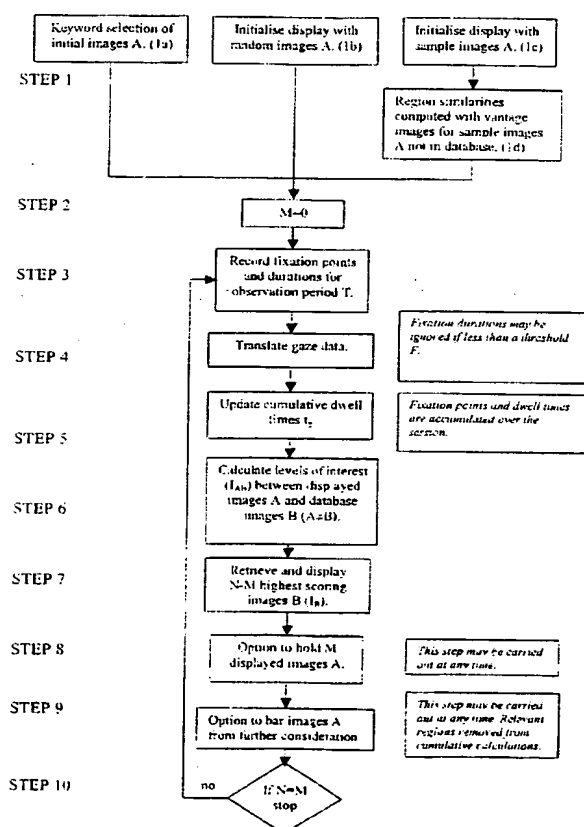 Keyword selection of
initial images A. (1a)
Initialise display with
random images A. (1b)
Initialise display with
sample images A. (1c)
STEP 1
Region similarities
computed with vantage
images for sample images
A not in database. (1d)
STEP 2
M=0
STEP 3
Record fixation points
and durations for
observation period T.
STEP 4
Translate gaze data.
Fixation durations may be
ignored if less than a threshold
F.
STEP 5
Update cumulative dwell
times
Fixation points and dwell times
are accumulated over the
session.
STEP 6
Calculate levels of interest
(I_AB) between displayed
images A and database
images B (A≠B).
STEP 7
Retrieve and display
N-M highest scoring
images B (I_B).
STEP 8
Option to hold M
displayed images A.
This step may be carried
out at any time.
STEP 9
Option to bar images A
from further consideration
This step may be carried
out at any time. Relevant
regions removed from
cumulative calculations.
STEP 10
no
If N=M
stop